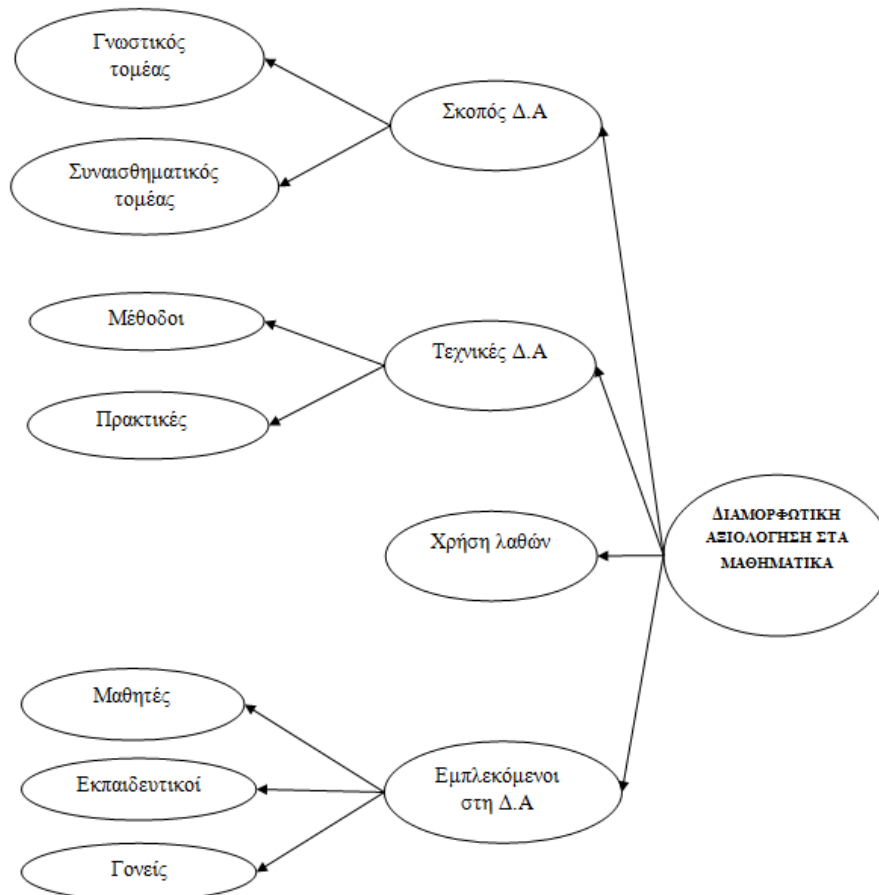 Γνωστικός
τομέας
Σκοπός Δ.Α
Συναισθηματικός
τομέας
Μέθοδοι
Τεχνικές Δ.Α
Πρακτικές
ΔΙΑΜΟΡΦΩΤΙΚΗ
ΑΞΙΟΛΟΓΗΣΗ ΣΤΑ
ΜΑΘΗΜΑΤΙΚΑ
Χρήση λαθών
Μαθητές
Εκπαιδευτικοί
Εμπλεκόμενοι
στη Δ.Α
Γονείς